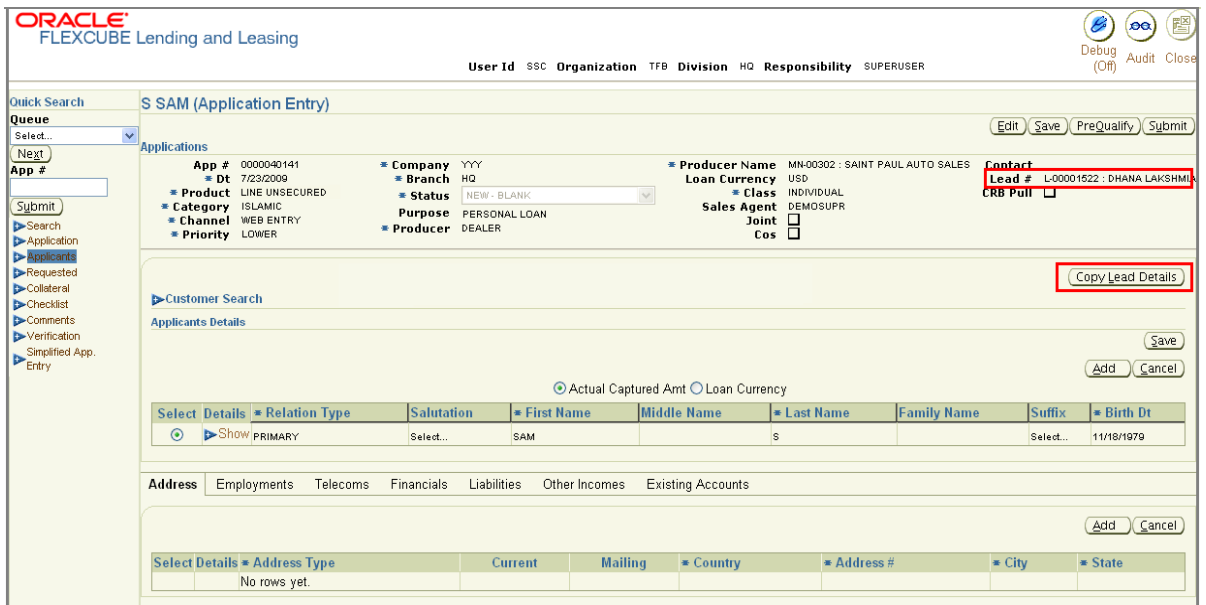 ORACLE
FLEXCUBE Lending and Leasing
Debug (Off) Audit Close
User Id SSC Organization TFB Division HQ Responsibility SUPERUSER
Quick Search
Queue
Select...
Next
App #
Submit
Search
Application
Applicants
Requested
Collateral
Checklist
Comments
Verification
Simplified App.
Entry
S SAM (Application Entry)
Edit Save PreQualify Submit
Applications
App # 0000040141 * Company YYY * Producer Name MN-00302 : SAINT PAUL AUTO SALES Contact
* Dt 7/23/2009 * Branch HQ Loan Currency USD Lead # L-00001522 : DHANA LAKSHMI
* Product LINE UNSECURED * Status NEW - BLANK * Class INDIVIDUAL CRB Pull
* Category ISLAMIC Purpose PERSONAL LOAN Sales Agent DEMOSUPR
* Channel WEB ENTRY * Producer DEALER Joint
* Priority LOWER Cos
Copy Lead Details
Customer Search
Applicants Details
Save
Add Cancel
Actual Captured Amt Loan Currency
Select Details * Relation Type Salutation * First Name Middle Name * Last Name Family Name Suffix * Birth Dt
Show PRIMARY Select... SAM S Select... 11/18/1979
Address Employments Telecoms Financials Liabilities Other Incomes Existing Accounts
Add Cancel
Select Details * Address Type Current Mailing * Country * Address # * City * State
No rows yet.